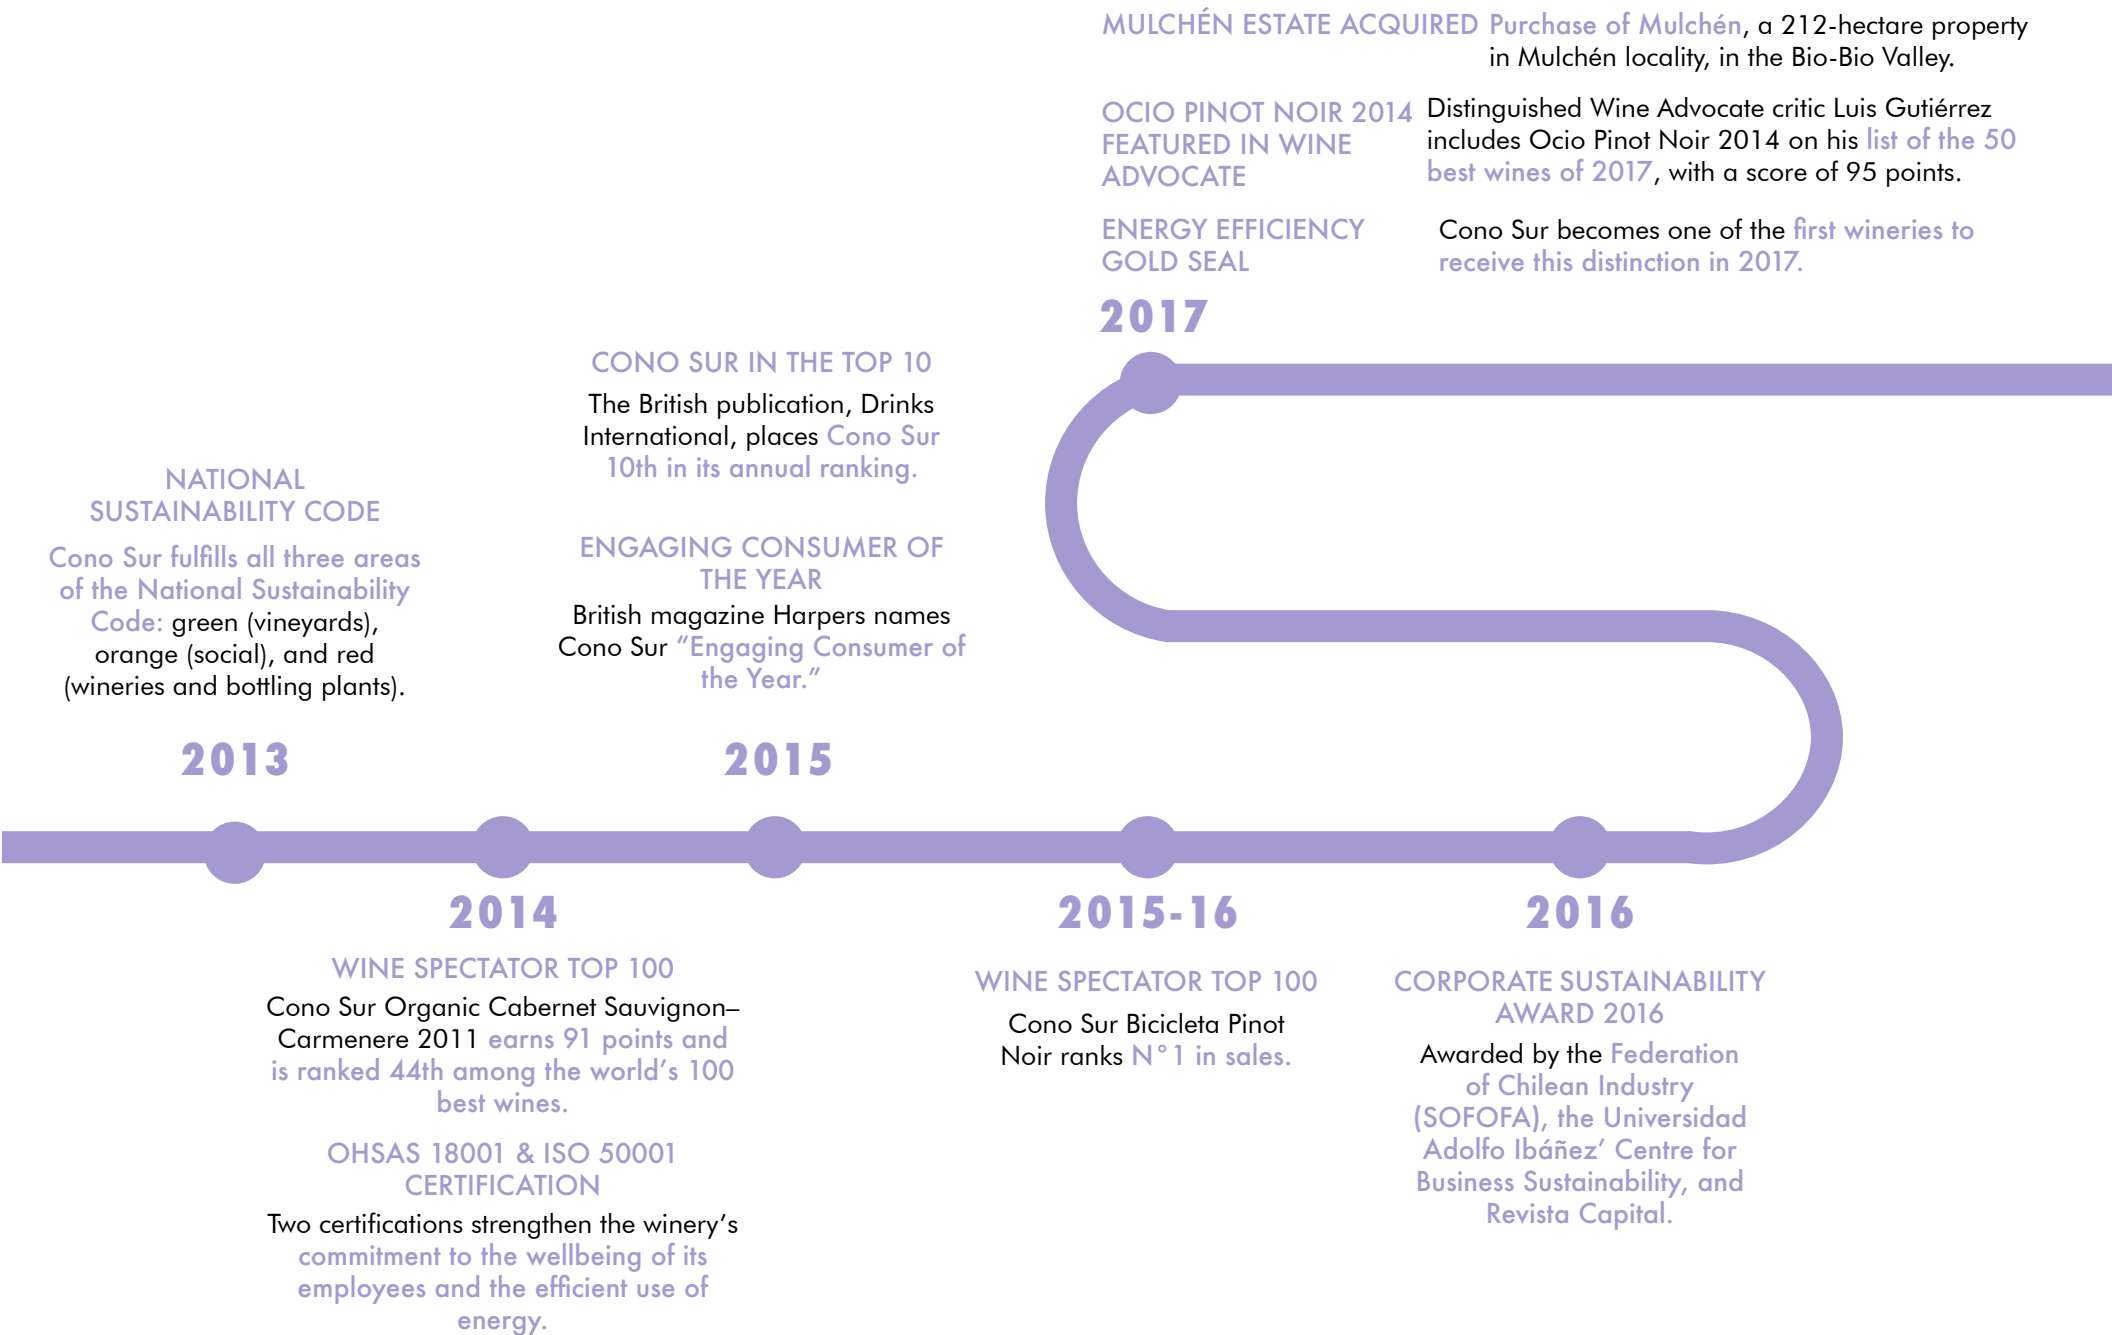 MULCHÉN ESTATE ACQUIRED
Purchase of Mulchén, a 212-hectare property
in Mulchén locality, in the Bio-Bio Valley.
OCIO PINOT NOIR 2014
FEATURED IN WINE
ADVOCATE
Distinguished Wine Advocate critic Luis Gutiérrez
includes Ocio Pinot Noir 2014 on his list of the 50
best wines of 2017, with a score of 95 points.
ENERGY EFFICIENCY
GOLD SEAL
Cono Sur becomes one of the first wineries to
receive this distinction in 2017.
2017
CONO SUR IN THE TOP 10
The British publication, Drinks
International, places Cono Sur
10th in its annual ranking.
ENGAGING CONSUMER OF
THE YEAR
British magazine Harpers names
Cono Sur “Engaging Consumer of
the Year.”
2015
NATIONAL
SUSTAINABILITY CODE
Cono Sur fulfills all three areas
of the National Sustainability
Code: green (vineyards),
orange (social), and red
(wineries and bottling plants).
2013
2014
WINE SPECTATOR TOP 100
Cono Sur Organic Cabernet Sauvignon–
Carmenere 2011 earns 91 points and
is ranked 44th among the world’s 100
best wines.
OHSAS 18001 & ISO 50001
CERTIFICATION
Two certifications strengthen the winery’s
commitment to the wellbeing of its
employees and the efficient use of
energy.
2015-16
WINE SPECTATOR TOP 100
Cono Sur Bicicleta Pinot
Noir ranks N°1 in sales.
2016
CORPORATE SUSTAINABILITY
AWARD 2016
Awarded by the Federation
of Chilean Industry
(SOFOFA), the Universidad
Adolfo Ibáñez’ Centre for
Business Sustainability, and
Revista Capital.